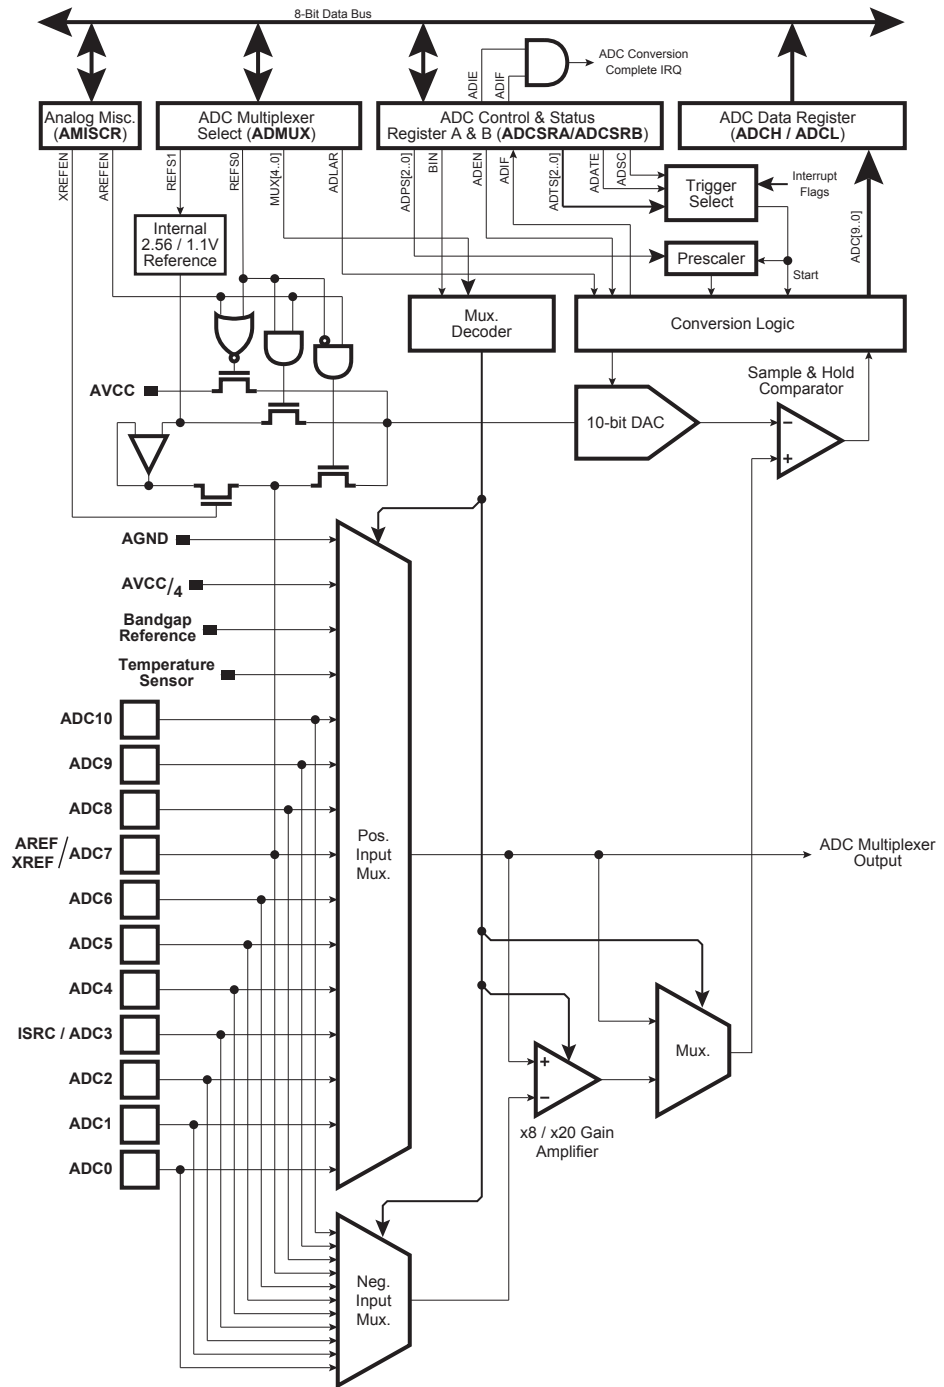 8-Bit Data Bus
ADIE
ADIF
ADC Conversion
Complete IRQ
Analog Misc.
(AMISCR)
ADC Multiplexer
Select (ADMUX)
ADC Control & Status
Register A & B (ADCSRA/ADCSRB)
ADC Data Register
(ADCH / ADCL)
XREFEN
AREFEN
REFS1
REFS0
MUX[4..0]
ADLAR
ADPS[2..0]
BIN
ADEN
ADIF
ADTS[2..0]
ADATE
ADSC
Trigger
Select
Interrupt
Flags
ADC[9..0]
Internal
2.56 / 1.1V
Reference
Prescaler
Start
Mux.
Decoder
Conversion Logic
AVCC
Sample & Hold
Comparator
10-bit DAC
−
+
AGND
AVCC/4
Bandgap
Reference
Temperature
Sensor
ADC10
ADC9
ADC8
AREF
XREF / ADC7
Pos.
Input
Mux.
ADC Multiplexer
Output
ADC6
ADC5
ADC4
ISRC / ADC3
ADC2
ADC1
ADC0
Mux.
+
−
x8 / x20 Gain
Amplifier
Neg.
Input
Mux.